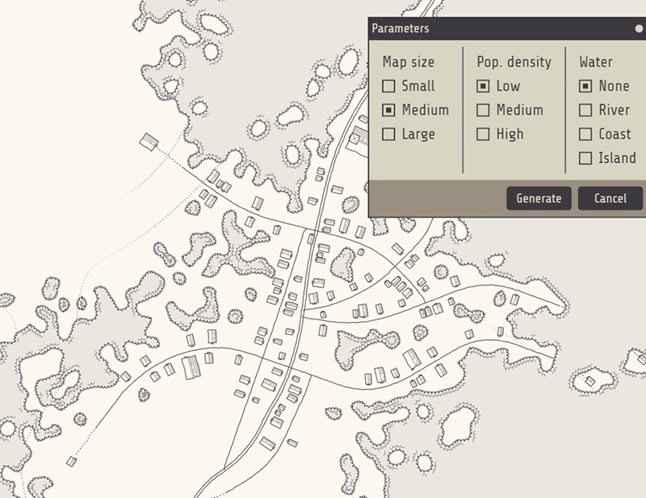 Parameters
Map size
Small
Medium
Large
Pop. density
Low
Medium
High
Water
None
River
Coast
Island
Generate
Cancel